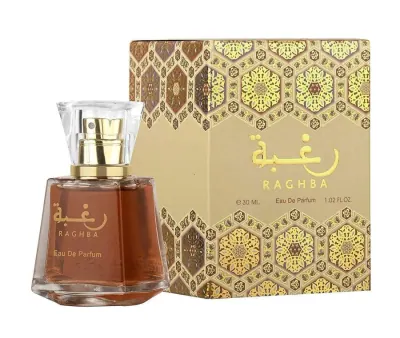 رغبة
RAGHBA
Eau De Parfum
رغبة
RAGHBA
℮ 30 ML Eau De Parfum 1.02 FL.OZ.